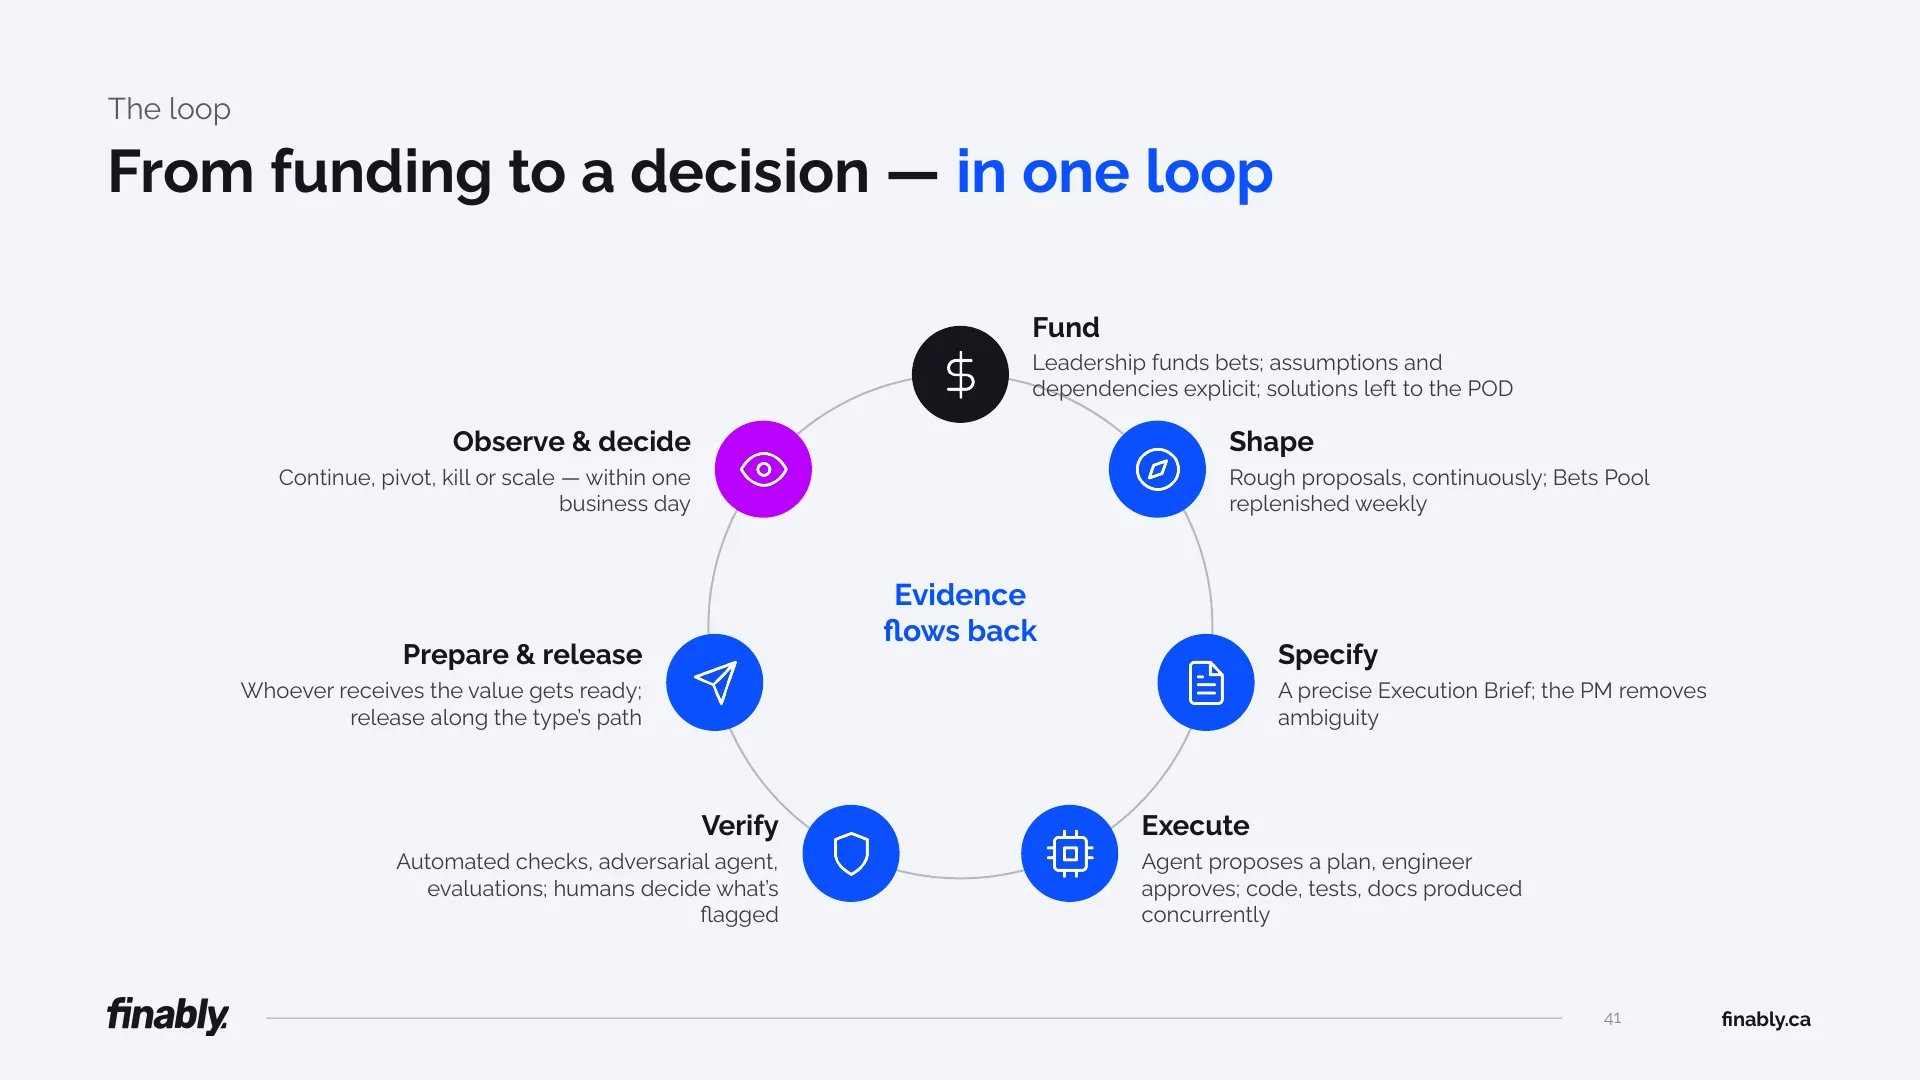 The loop
From funding to a decision — in one loop
Fund
Leadership funds bets; assumptions and
dependencies explicit; solutions left to the POD
Shape
Rough proposals, continuously; Bets Pool
replenished weekly
Specify
A precise Execution Brief; the PM removes
ambiguity
Execute
Agent proposes a plan, engineer
approves; code, tests, docs produced
concurrently
Verify
Automated checks, adversarial agent,
evaluations; humans decide what's
flagged
Prepare & release
Whoever receives the value gets ready;
release along the type's path
Observe & decide
Continue, pivot, kill or scale — within one
business day
Evidence
flows back
finably.
41
finably.ca